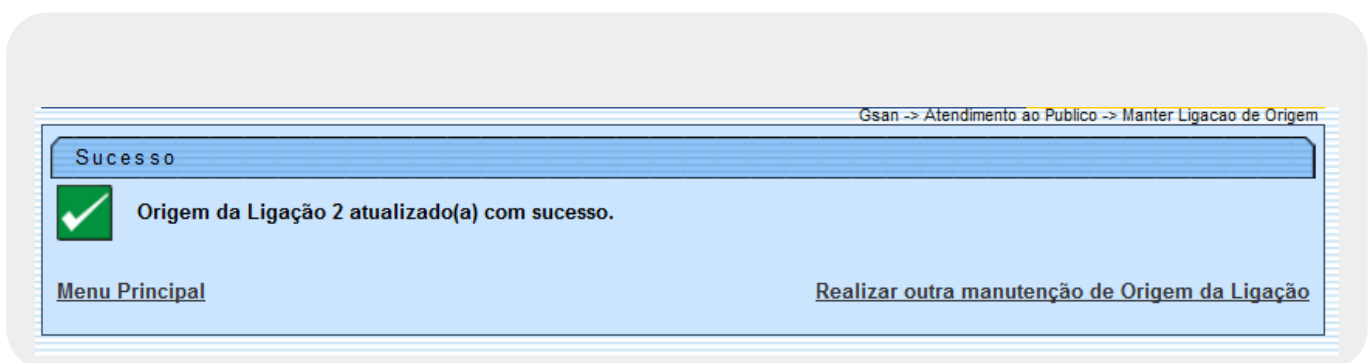 Gsan -> Atendimento ao Publico -> Manter Ligacao de Origem
Sucesso
Origem da Ligação 2 atualizado(a) com sucesso.
Menu Principal Realizar outra manutenção de Origem da Ligação